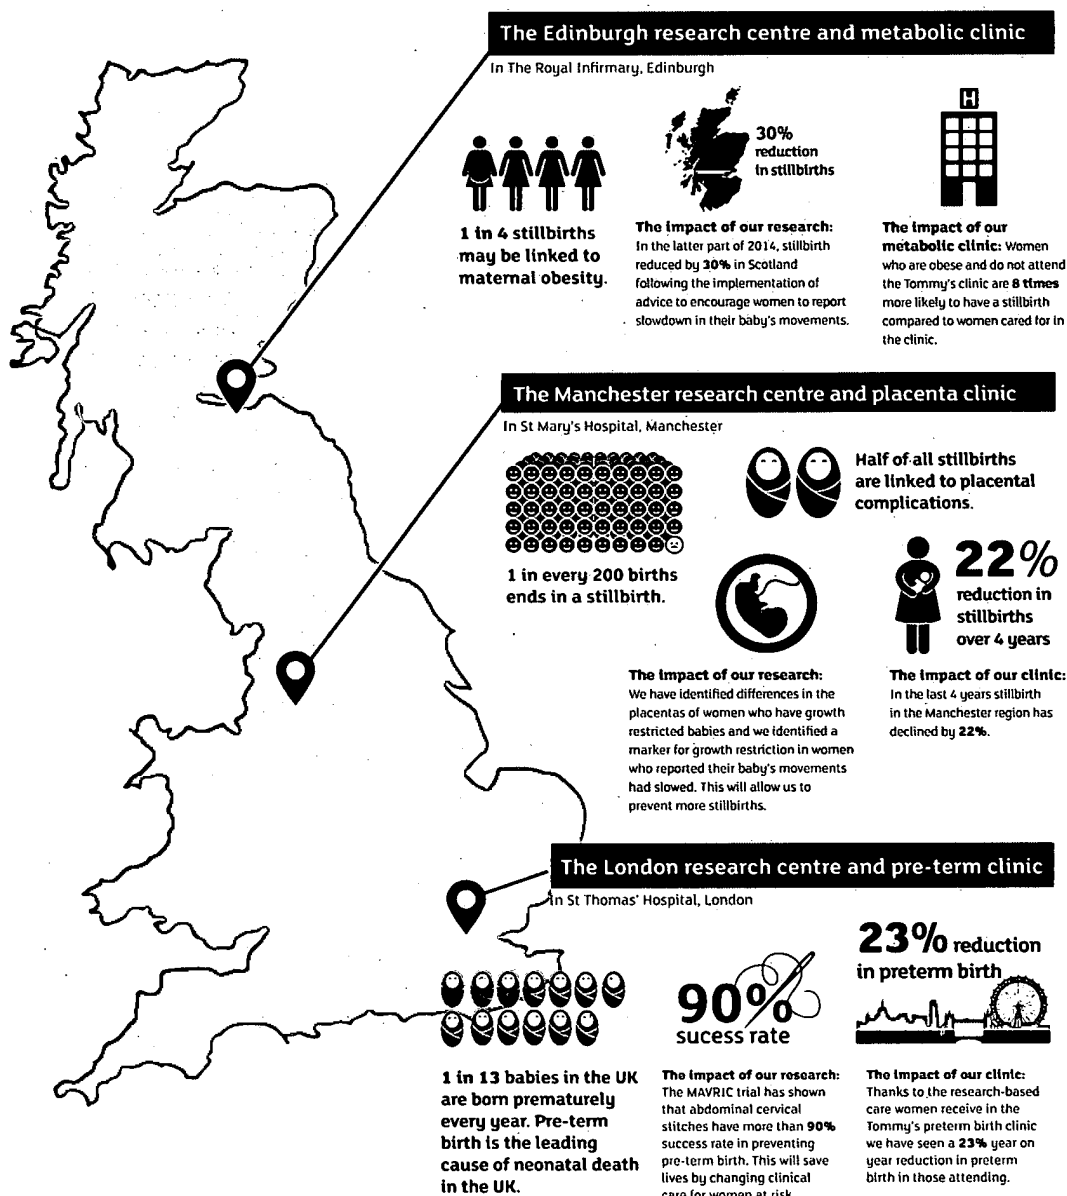 The Edinburgh research centre and metabolic clinic
In The Royal Infirmary, Edinburgh
1 in 4 stillbirths
may be linked to
maternal obesity.
30%
reduction
in stillbirths
The impact of our research:
In the latter part of 2014, stillbirth
reduced by 30% in Scotland
following the implementation of
advice to encourage women to report
slowdown in their baby's movements.
H
The impact of our
metabolic clinic: Women
who are obese and do not attend
the Tommy's clinic are 8 times
more likely to have a stillbirth
compared to women cared for in
the clinic.
The Manchester research centre and placenta clinic
In St Mary's Hospital, Manchester
1 in every 200 births
ends in a stillbirth.
Half of all stillbirths
are linked to placental
complications.
The impact of our research:
We have identified differences in the
placentas of women who have growth
restricted babies and we identified a
marker for growth restriction in women
who reported their baby's movements
had slowed. This will allow us to
prevent more stillbirths.
22%
reduction in
stillbirths
over 4 years
The impact of our clinic:
In the last 4 years stillbirth
in the Manchester region has
declined by 22%.
The London research centre and pre-term clinic
In St Thomas' Hospital, London
1 in 13 babies in the UK
are born prematurely
every year. Pre-term
birth is the leading
cause of neonatal death
in the UK.
90%
sucess rate
The impact of our research:
The MAVRIC trial has shown
that abdominal cervical
stitches have more than 90%
success rate in preventing
pre-term birth. This will save
lives by changing clinical
care for women at risk
23% reduction
in preterm birth
The impact of our clinic:
Thanks to the research-based
care women receive in the
Tommy's preterm birth clinic
we have seen a 23% year on
year reduction in preterm
birth in those attending.